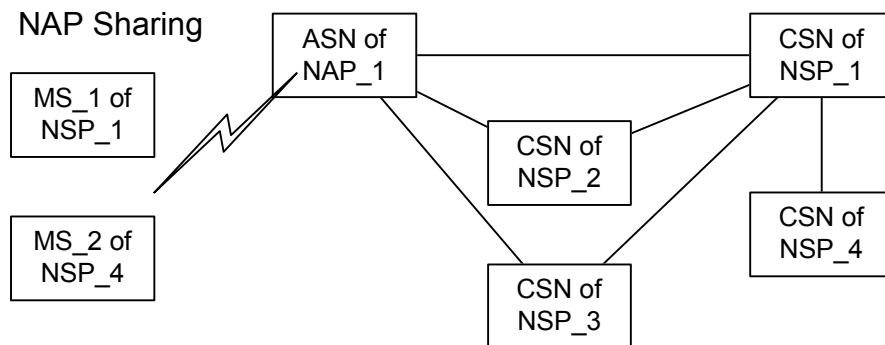 NAP Sharing
ASN of
NAP_1
CSN of
NSP_1
MS_1 of
NSP_1
CSN of
NSP_2
CSN of
NSP_4
MS_2 of
NSP_4
CSN of
NSP_3